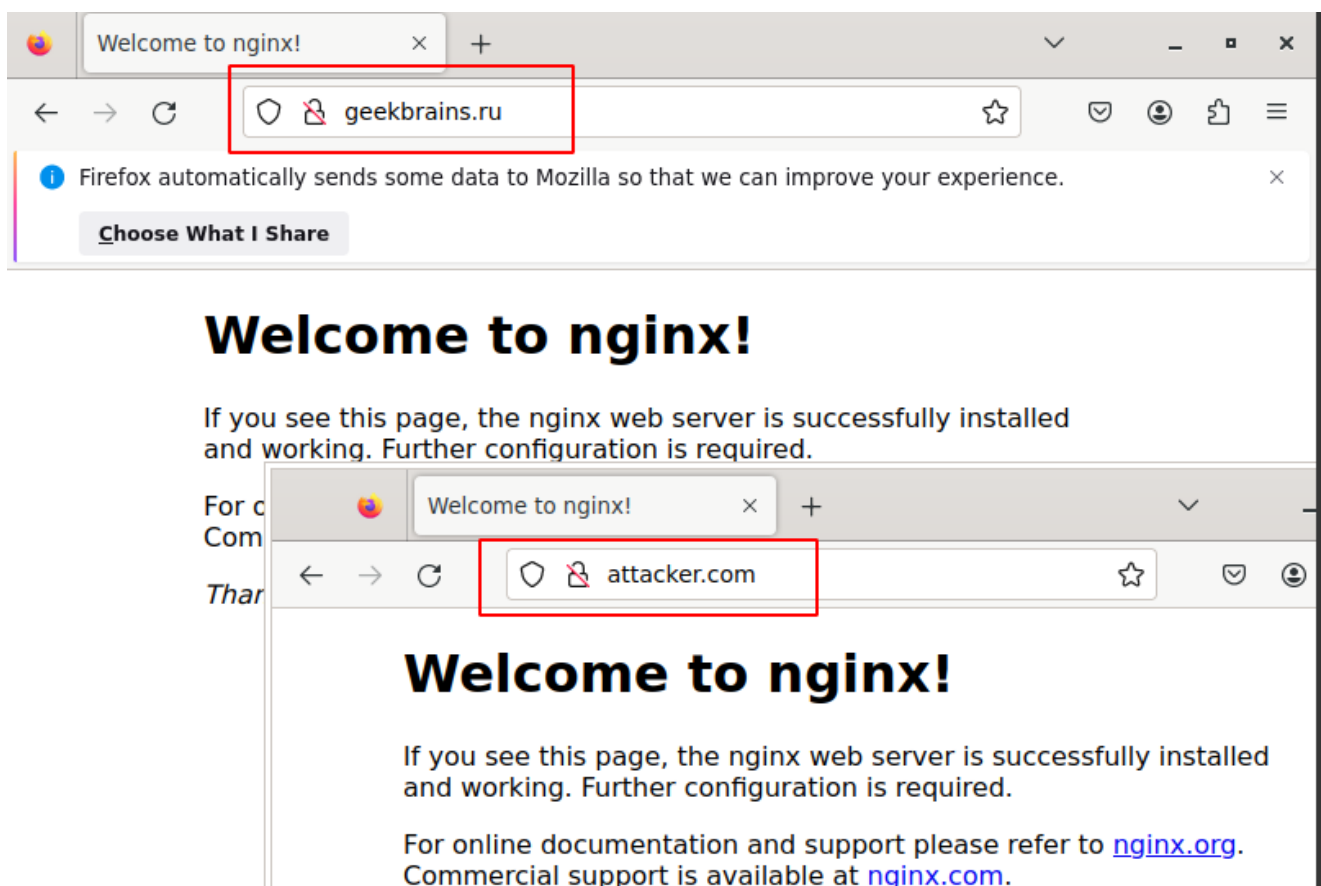 Welcome to nginx!
geekbrains.ru
Firefox automatically sends some data to Mozilla so that we can improve your experience.
Choose What I Share
Welcome to nginx!
If you see this page, the nginx web server is successfully installed
and working. Further configuration is required.
For
Com
Welcome to nginx!
attacker.com
Welcome to nginx!
If you see this page, the nginx web server is successfully installed
and working. Further configuration is required.
For online documentation and support please refer to nginx.org.
Commercial support is available at nginx.com.